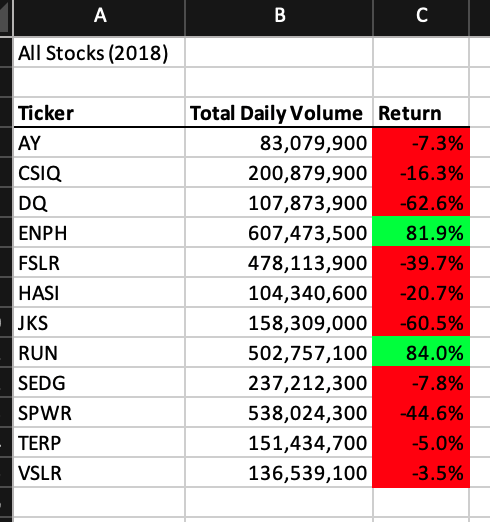 A B C
All Stocks (2018)
Ticker Total Daily Volume Return
AY 83,079,900 -7.3%
CSIQ 200,879,900 -16.3%
DQ 107,873,900 -62.6%
ENPH 607,473,500 81.9%
FSLR 478,113,900 -39.7%
HASI 104,340,600 -20.7%
JKS 158,309,000 -60.5%
RUN 502,757,100 84.0%
SEDG 237,212,300 -7.8%
SPWR 538,024,300 -44.6%
TERP 151,434,700 -5.0%
VSLR 136,539,100 -3.5%